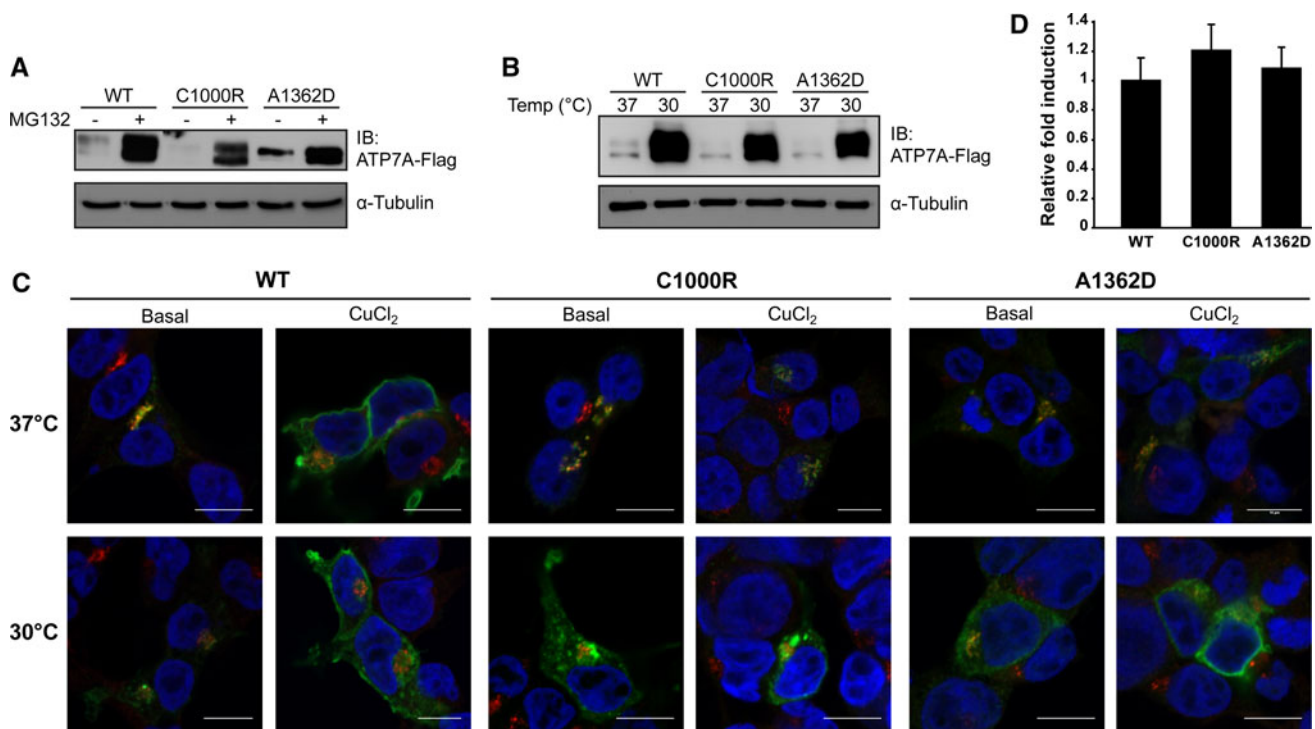 A
WT C1000R A1362D
MG132 - + - + - +
IB:
ATP7A-Flag
α-Tubulin
B
WT C1000R A1362D
Temp (°C) 37 30 37 30 37 30
IB:
ATP7A-Flag
α-Tubulin
D
Relative fold induction
1.4
1.2
1
0.8
0.6
0.4
0.2
0
WT C1000R A1362D
C
WT C1000R A1362D
Basal CuCl₂ Basal CuCl₂ Basal CuCl₂
37°C
30°C